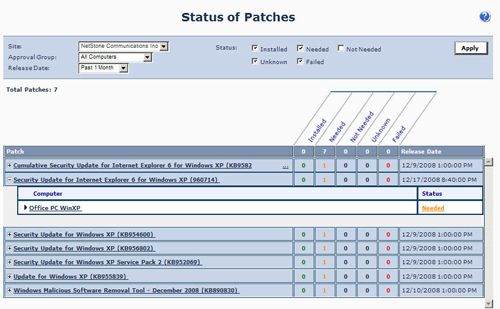 Status of Patches
Site: NetStone Communications Inc
Approval Group: All Computers
Release Date: Past 1 Month
Status: Installed Needed Not Needed
Unknown Failed
Apply
Total Patches: 7
Installed Needed Not Needed Unknown Failed
Patch 0 7 0 0 0 Release Date
Cumulative Security Update for Internet Explorer 6 for Windows XP (KB9582 ... 0 1 0 0 0 12/9/2008 1:00:00 PM
Security Update for Internet Explorer 6 for Windows XP (960714) 0 1 0 0 0 12/17/2008 8:40:00 PM
Computer Status
Office PC WinXP Needed
Security Update for Windows XP (KB954600) 0 1 0 0 0 12/9/2008 1:00:00 PM
Security Update for Windows XP (KB956802) 0 1 0 0 0 12/9/2008 1:00:00 PM
Security Update for Windows XP Service Pack 2 (KB952069) 0 1 0 0 0 12/9/2008 1:00:00 PM
Update for Windows XP (KB955839) 0 1 0 0 0 12/9/2008 1:00:00 PM
Windows Malicious Software Removal Tool - December 2008 (KB890830) 0 1 0 0 0 12/10/2008 1:00:00 PM